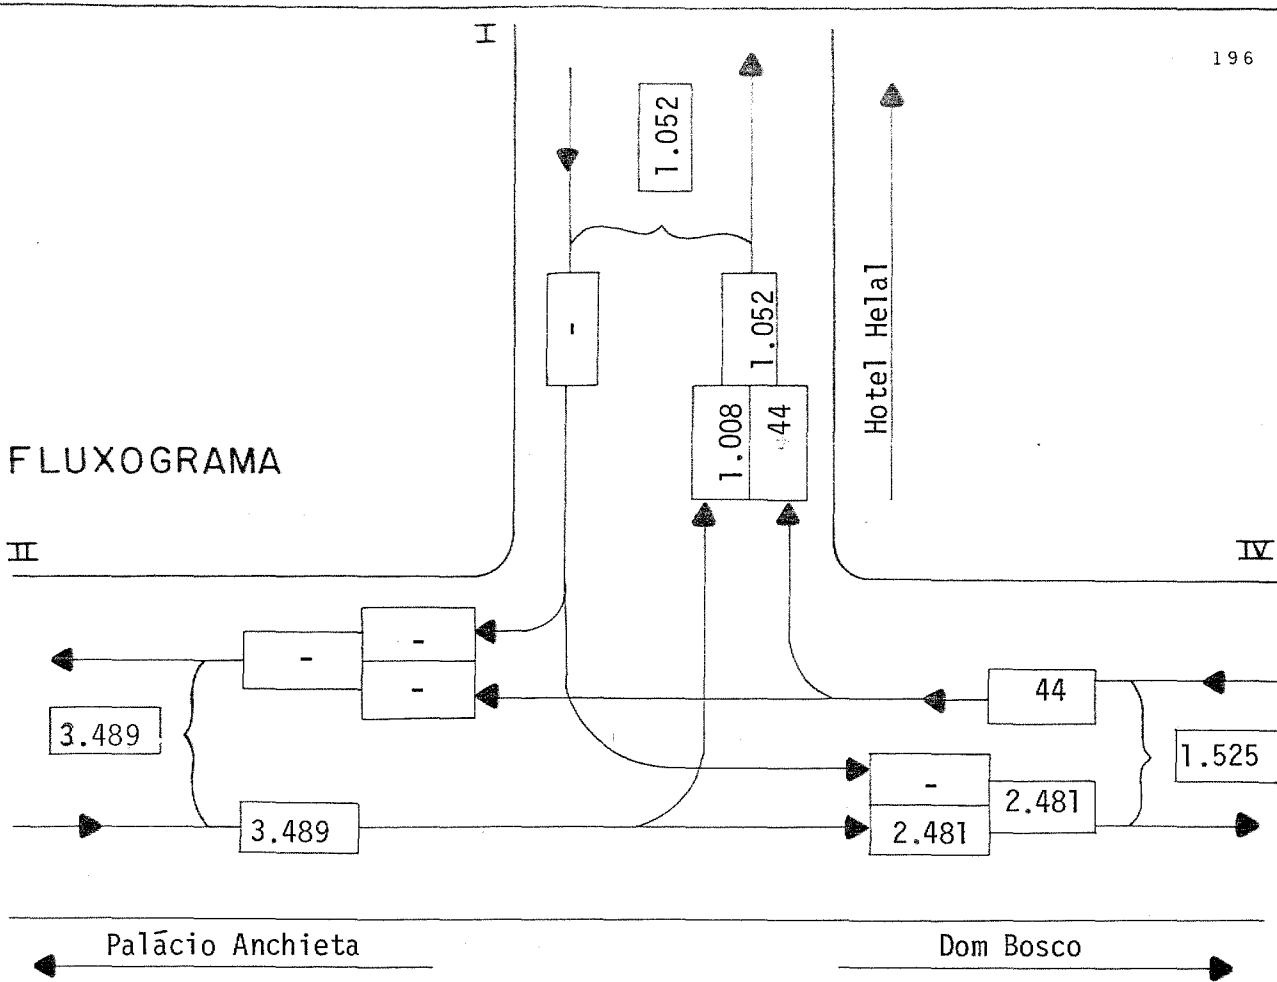 I
196
1.052
-
1.052
1.008
44
Hotel Helal
FLUXOGRAMA
II
IV
-
-
-
44
3.489
1.525
-
2.481
3.489
2.481
Palácio Anchieta
Dom Bosco